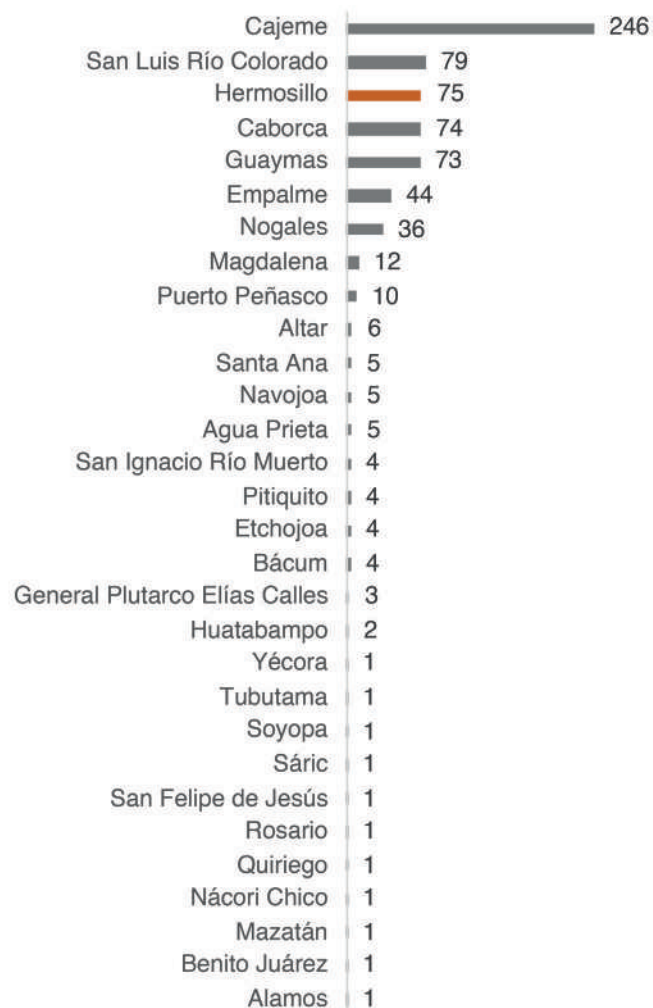 Cajeme 246
San Luis Río Colorado 79
Hermosillo 75
Caborca 74
Guaymas 73
Empalme 44
Nogales 36
Magdalena 12
Puerto Peñasco 10
Altar 6
Santa Ana 5
Navojoa 5
Agua Prieta 5
San Ignacio Río Muerto 4
Pitiquito 4
Etchojoa 4
Bácum 4
General Plutarco Elías Calles 3
Huatabampo 2
Yécora 1
Tubutama 1
Soyopa 1
Sáric 1
San Felipe de Jesús 1
Rosario 1
Quiriego 1
Nácori Chico 1
Mazatán 1
Benito Juárez 1
Alamos 1